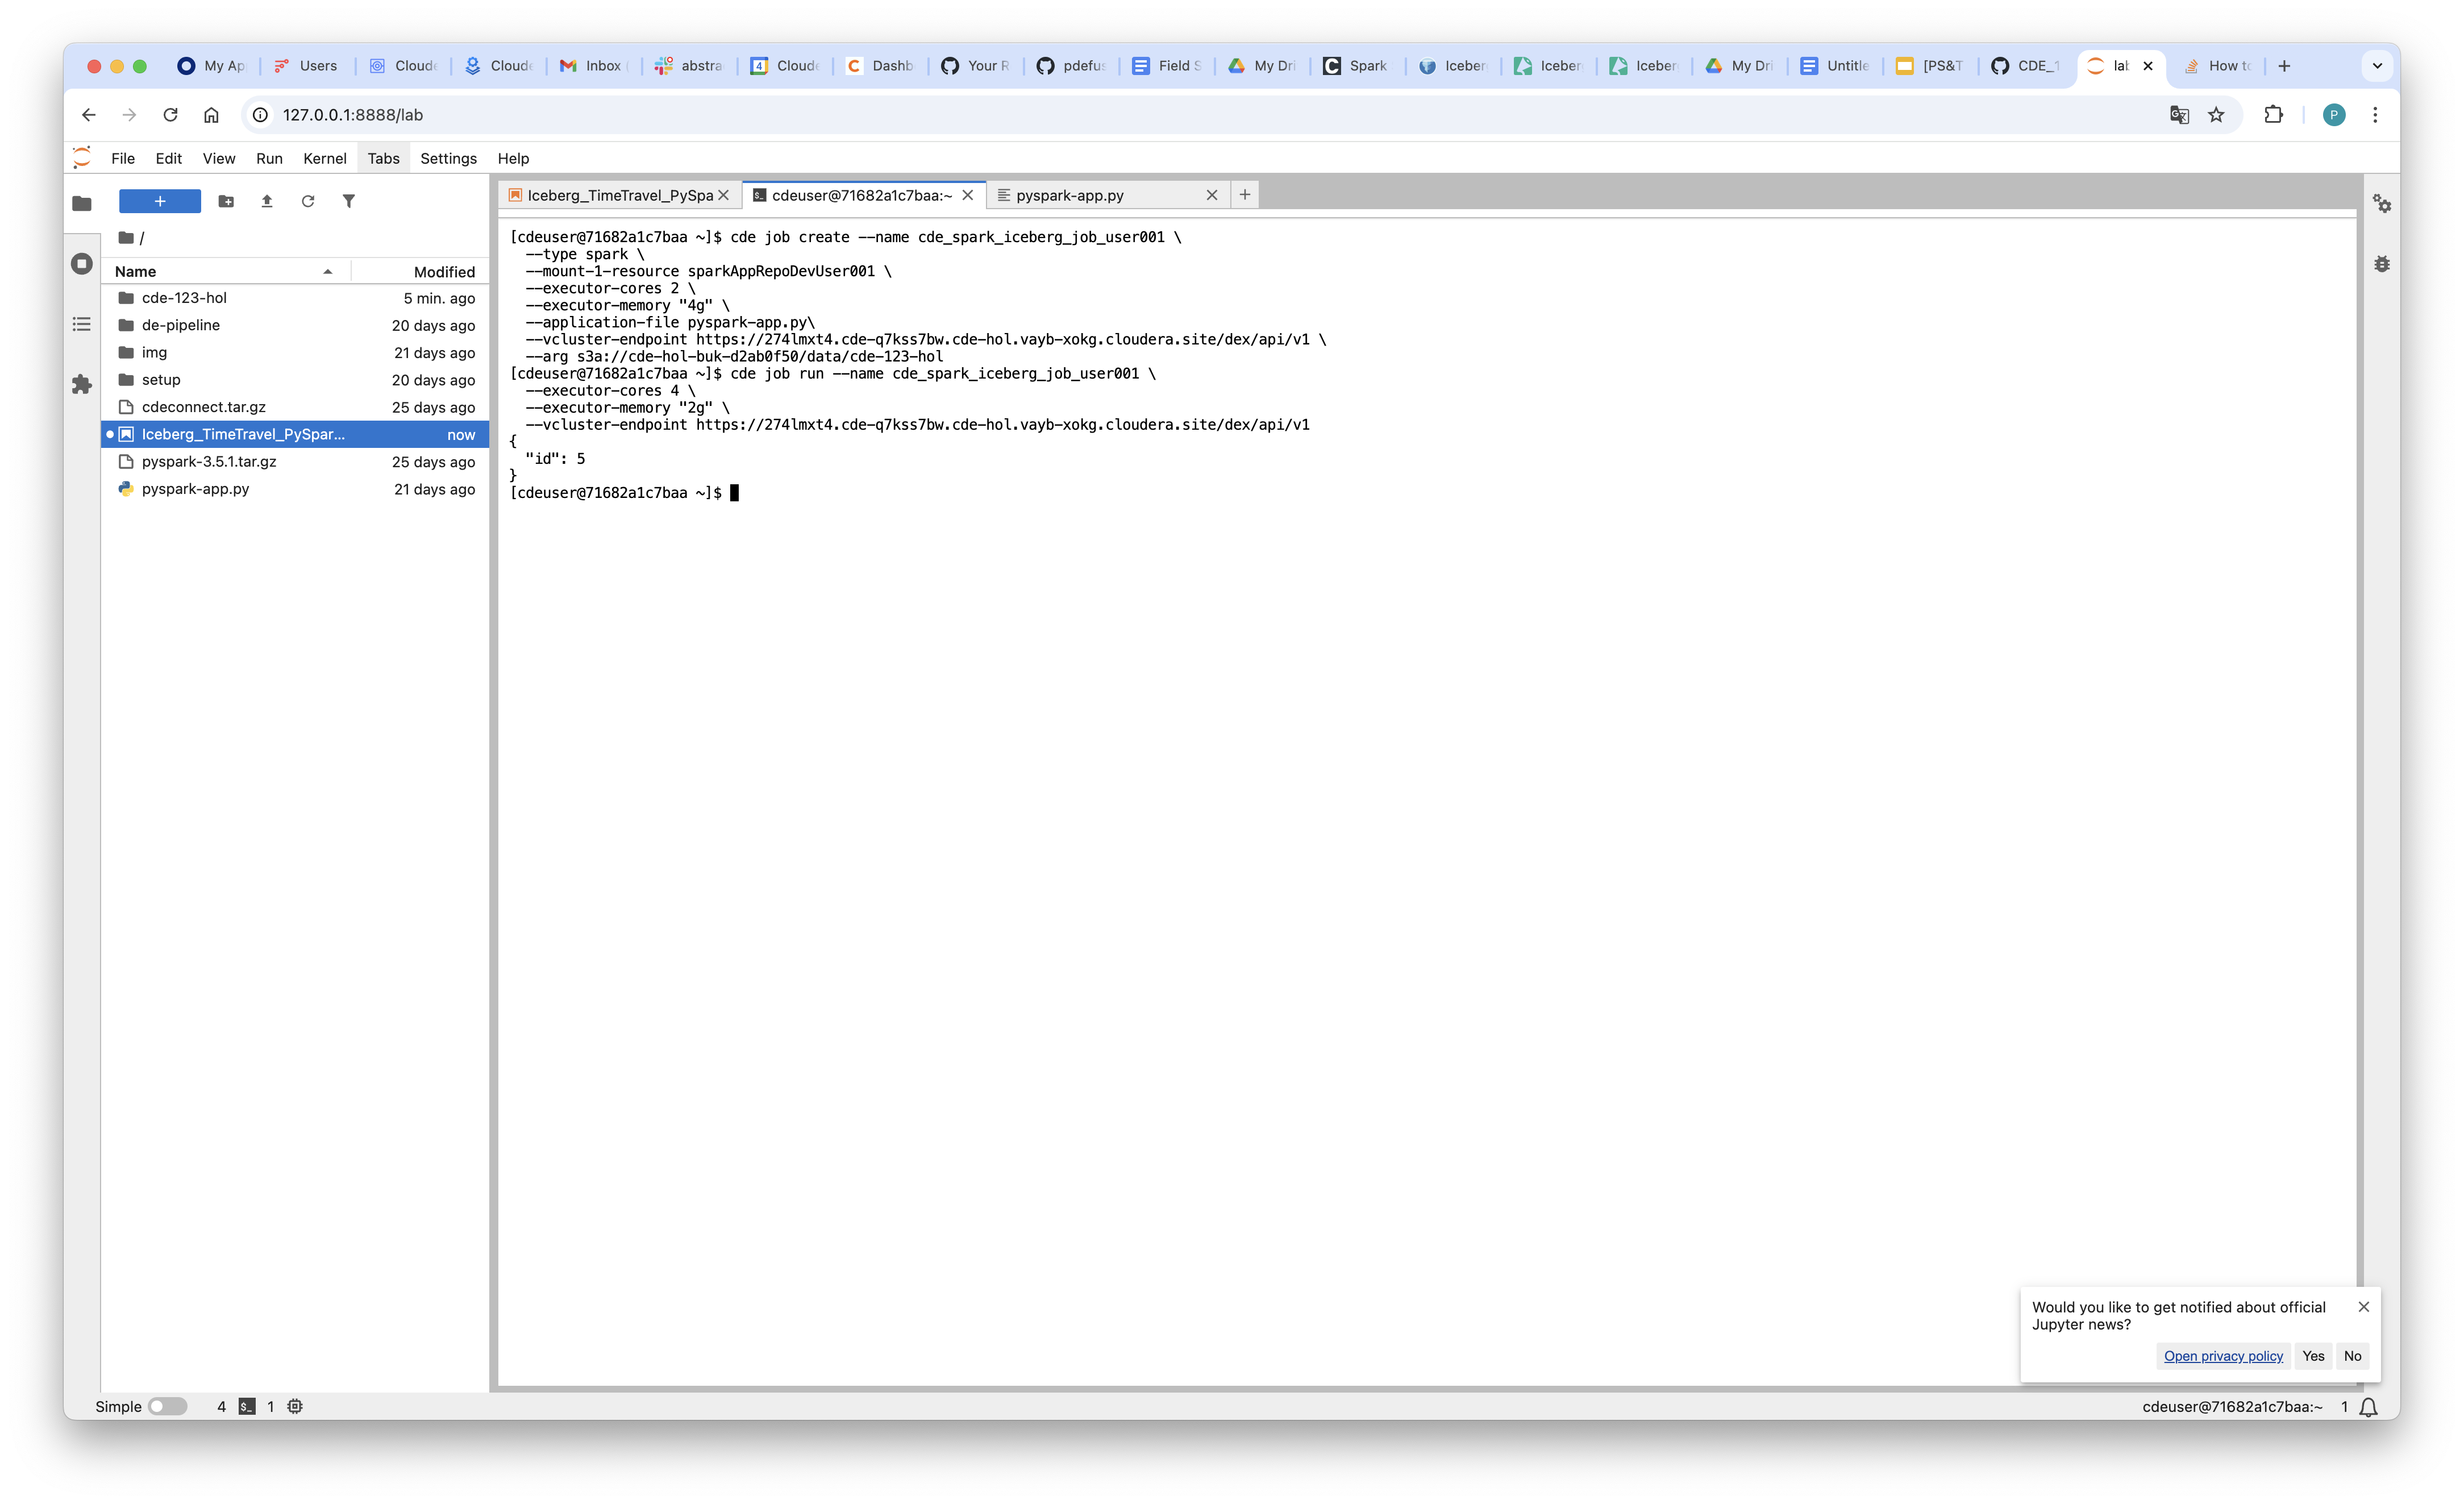 My Ap
Users
Cloude
Cloude
Inbox (
abstra
4
Cloude
Dashb
Your R
pdefus
Field S
My Dri
Spark
Iceber
Iceber
Iceber
My Dri
Untitle
[PS&T
CDE_1
lab
How to
127.0.0.1:8888/lab
P
File Edit View Run Kernel Tabs Settings Help
+
/
Name Modified
cde-123-hol 5 min. ago
de-pipeline 20 days ago
img 21 days ago
setup 20 days ago
cdeconnect.tar.gz 25 days ago
Iceberg_TimeTravel_PySpar... now
pyspark-3.5.1.tar.gz 25 days ago
pyspark-app.py 21 days ago
Iceberg_TimeTravel_PySpa
cdeuser@71682a1c7baa:~
pyspark-app.py
[cdeuser@71682a1c7baa ~]$ cde job create --name cde_spark_iceberg_job_user001 \
--type spark \
--mount-1-resource sparkAppRepoDevUser001 \
--executor-cores 2 \
--executor-memory "4g" \
--application-file pyspark-app.py\
--vcluster-endpoint https://274lmxt4.cde-q7kss7bw.cde-hol.vayb-xokg.cloudera.site/dex/api/v1 \
--arg s3a://cde-hol-buk-d2ab0f50/data/cde-123-hol
[cdeuser@71682a1c7baa ~]$ cde job run --name cde_spark_iceberg_job_user001 \
--executor-cores 4 \
--executor-memory "2g" \
--vcluster-endpoint https://274lmxt4.cde-q7kss7bw.cde-hol.vayb-xokg.cloudera.site/dex/api/v1
{
"id": 5
}
[cdeuser@71682a1c7baa ~]$
Would you like to get notified about official
Jupyter news?
Open privacy policy Yes No
Simple 4 $_ 1
cdeuser@71682a1c7baa:~ 1